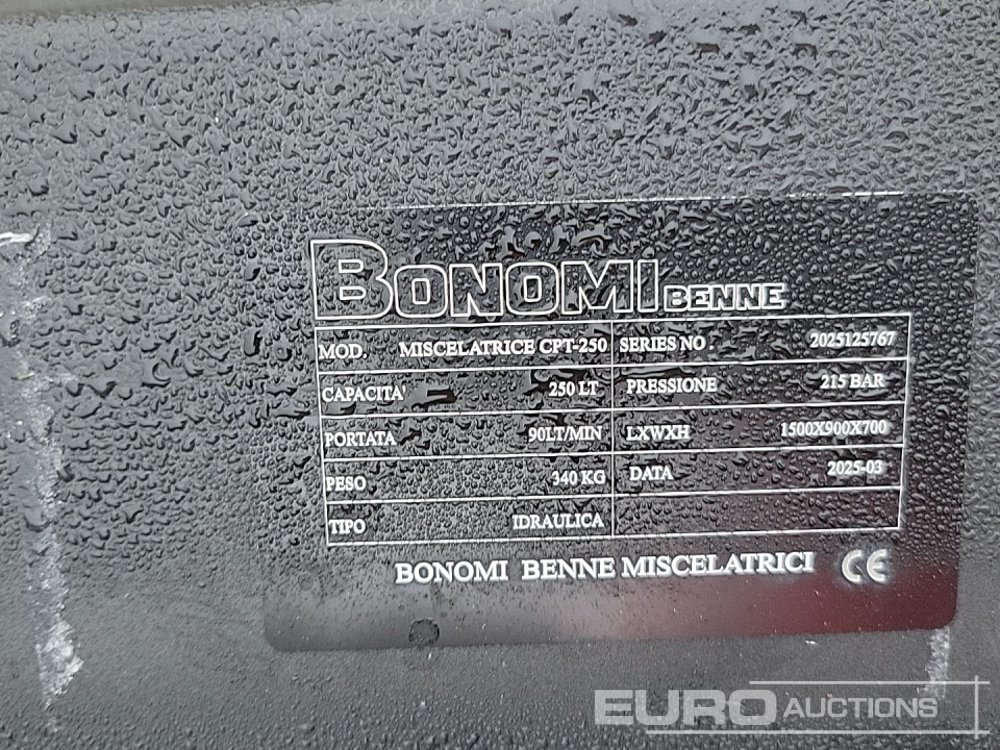 BONOMI BENNE
MOD. MISCELATRICE CPT-250 SERIES NO . 2025125767
CAPACITA' 250 LT PRESSIONE 215 BAR
PORTATA 90LT/MIN LXWXH 1500X900X700
PESO 340 KG DATA 2025-03
TIPO IDRAULICA
BONOMI BENNE MISCELATRICI CE
EURO AUCTIONS